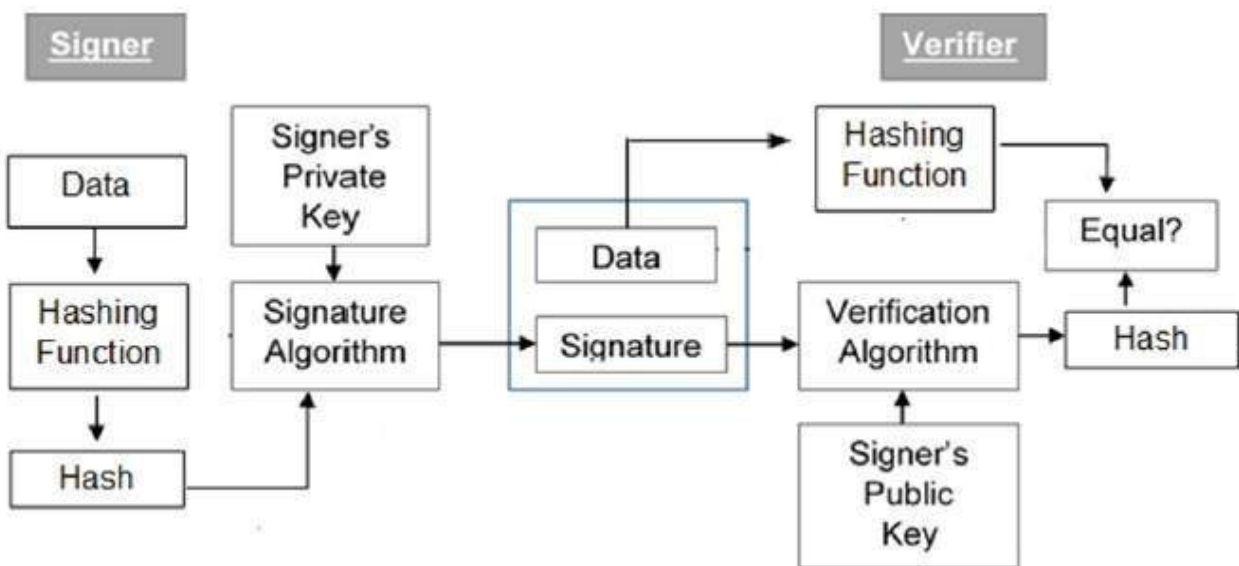 Signer
Verifier
Data
Hashing
Function
Hash
Signer's
Private
Key
Signature
Algorithm
Data
Signature
Hashing
Function
Verification
Algorithm
Signer's
Public
Key
Equal?
Hash